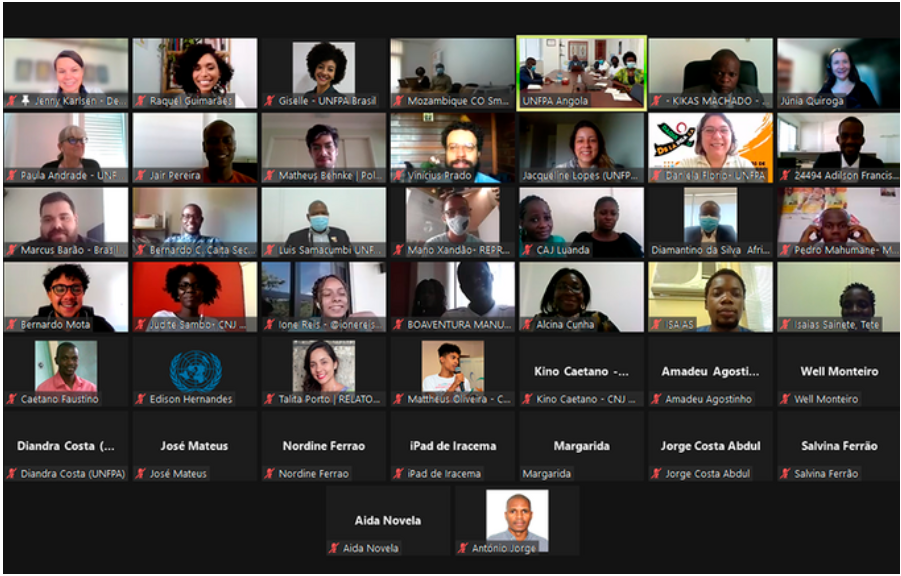 Jenny Karlsen - De...
Raquel Guimarães
Giselle - UNFPA Brasil
Mozambique CO Sm...
UNFPA Angola
- KIKAS MACHADO - ...
Júnia Quiroga
Paula Andrade - UNF...
Jair Pereira
Matheus Behnke | Pol...
Vinícius Prado
Jacqueline Lopes (UNFP...
Daniela Florio- UNFPA
24494 Adilson Francis...
Marcus Barão - Brasil
Bernardo C. Caita Sec...
Luis Samacumbi UNF...
Mario Xandão- REPR...
CAJ Luanda
Diamantino da Silva Afri...
Pedro Mahumane- M...
Bernardo Mota
Judite Sambo- CNJ ...
Ione Reis - @ionereis...
BOAVENTURA MANU...
Alcina Cunha
ISAIAS
Isaias Sainete, Tete
Caetano Faustino
Edison Hernandes
Talita Porto | RELATO...
Mattheus Oliveira - C...
Kino Caetano -...
Kino Caetano - CNJ ...
Amadeu Agosti...
Amadeu Agostinho
Well Monteiro
Well Monteiro
Diandra Costa (...
Diandra Costa (UNFPA)
José Mateus
José Mateus
Nordine Ferrao
Nordine Ferrao
iPad de Iracema
iPad de Iracema
Margarida
Margarida
Jorge Costa Abdul
Jorge Costa Abdul
Salvina Ferrão
Salvina Ferrão
Aida Novela
Aida Novela
António Jorge